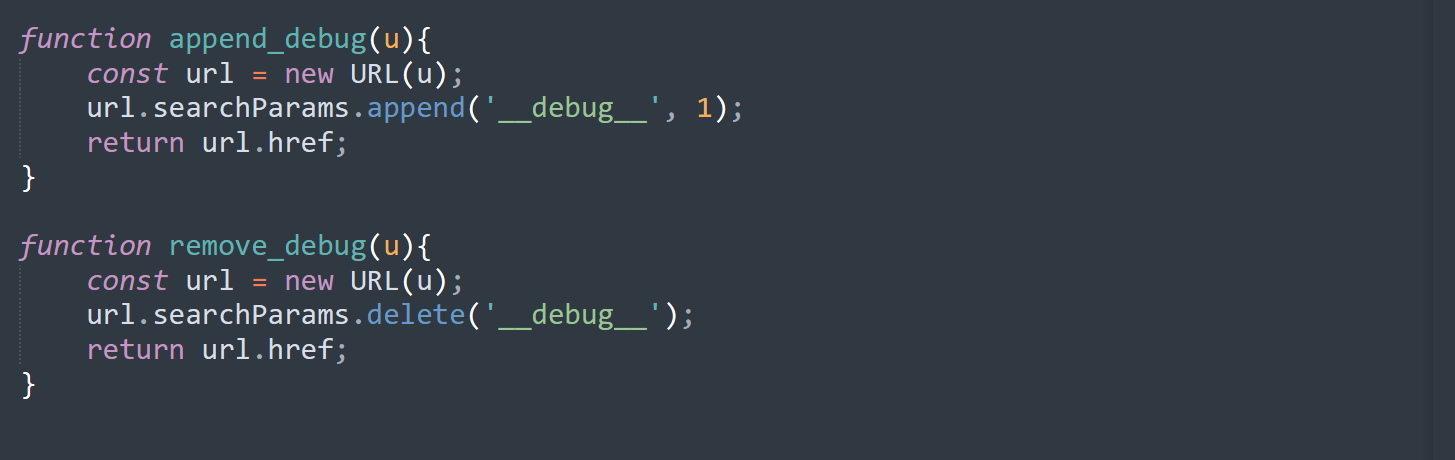 function append_debug(u){
    const url = new URL(u);
    url.searchParams.append('__debug__', 1);
    return url.href;
}

function remove_debug(u){
    const url = new URL(u);
    url.searchParams.delete('__debug__');
    return url.href;
}